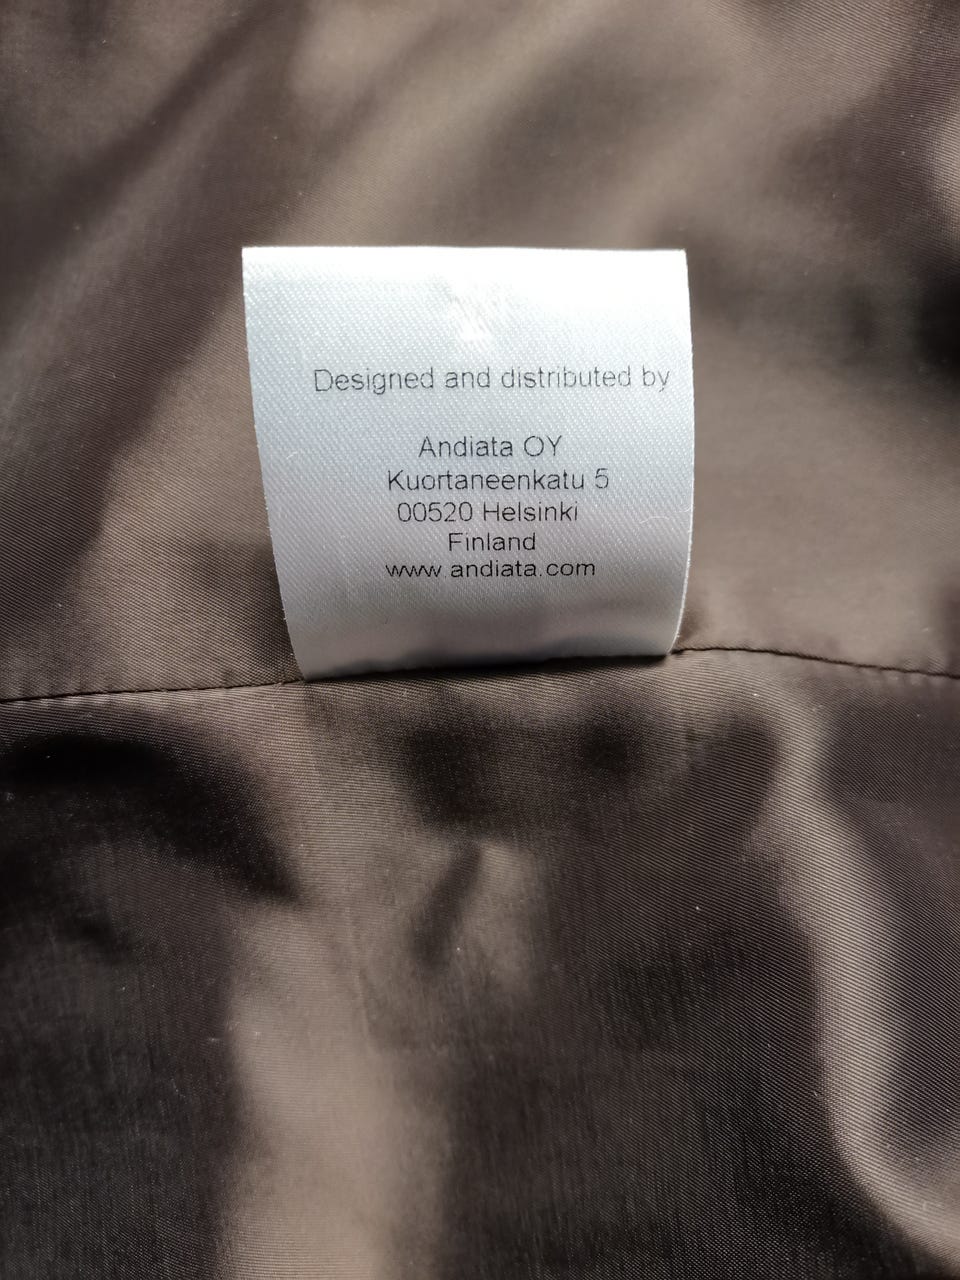 Designed and distributed by
Andiata OY
Kuortaneenkatu 5
00520 Helsinki
Finland
www.andiata.com